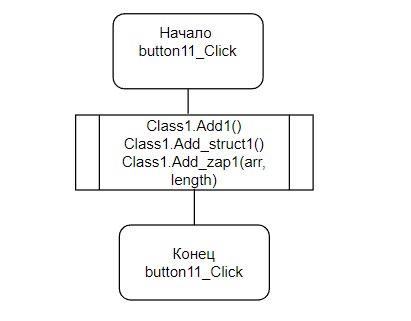 Начало
button11_Click
Class1.Add1()
Class1.Add_struct1()
Class1.Add_zap1(arr,
length)
Конец
button11_Click